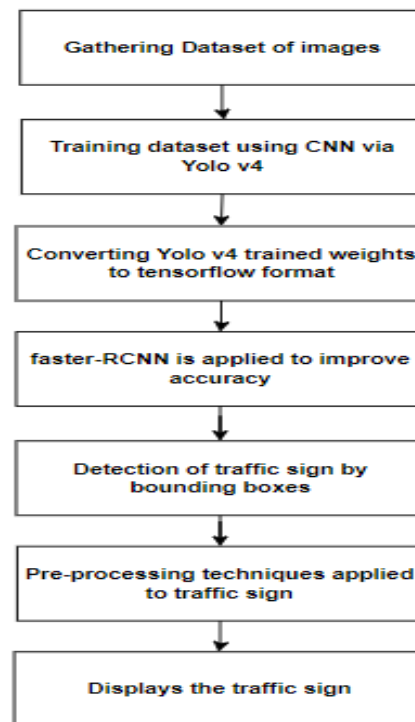 Gathering Dataset of images
Training dataset using CNN via
Yolo v4
Converting Yolo v4 trained weights
to tensorflow format
faster-RCNN is applied to improve
accuracy
Detection of traffic sign by
bounding boxes
Pre-processing techniques applied
to traffic sign
Displays the traffic sign